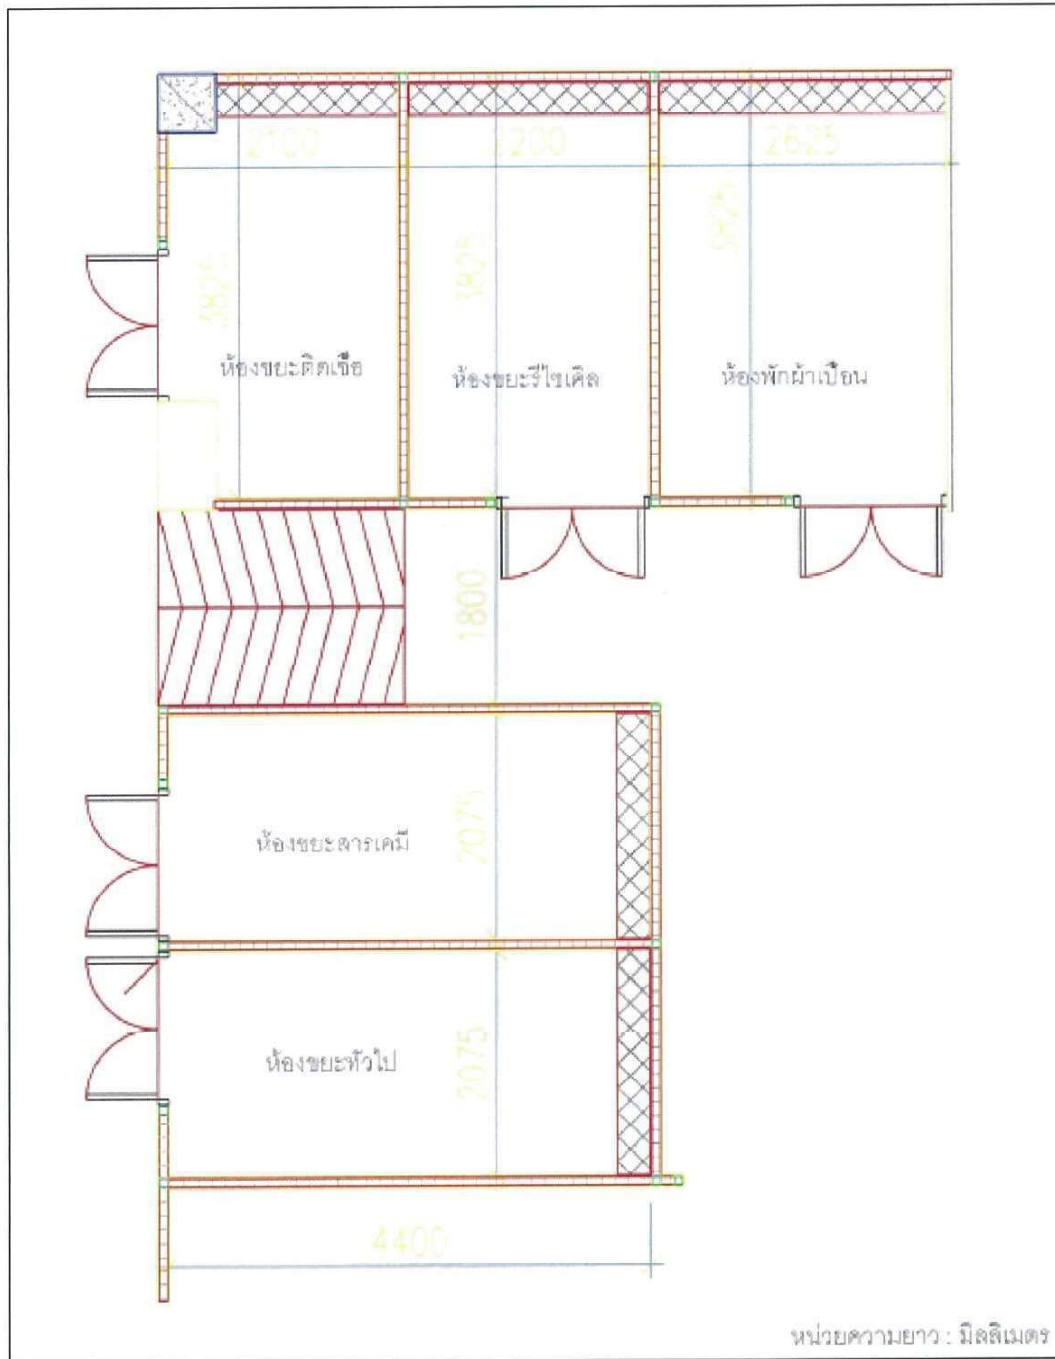 2100 2200 2625
3825 3825 3825
ห้องขยะติดเชื้อ
ห้องขยะรีไซเคิล
ห้องพักผ้าเปื้อน
1800
2075
ห้องขยะสารเคมี
2075
ห้องขยะทั่วไป
4400
หน่วยความยาว : มิลลิเมตร